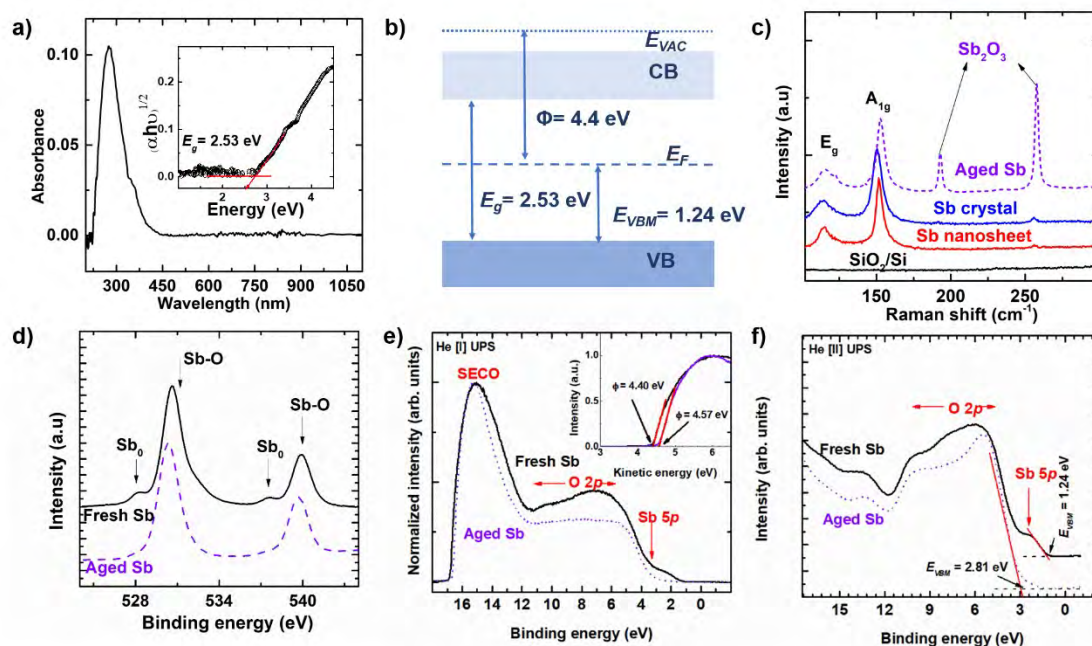 a)
Absorbance
0.10
0.05
0.00
300
450
600
750
900
1050
Wavelength (nm)
(αhυ)^1/2
0.2
0.1
0.0
E_g = 2.53 eV
2
3
4
Energy (eV)
b)
E_VAC
CB
Φ= 4.4 eV
E_F
E_g = 2.53 eV
E_VBM = 1.24 eV
VB
c)
Intensity (a.u)
Sb2O3
A1g
Eg
Aged Sb
Sb crystal
Sb nanosheet
SiO2/Si
150
200
250
Raman shift (cm-1)
d)
Intensity (a.u)
Sb-O
Sb-O
Sb0
Sb0
Fresh Sb
Aged Sb
528
534
540
Binding energy (eV)
e)
He [I] UPS
Normalized intensity (arb. units)
SECO
Intensity (a.u.)
1.0
0.5
0.0
ϕ = 4.40 eV
ϕ = 4.57 eV
3
4
5
6
Kinetic energy (eV)
Fresh Sb
O 2p
Sb 5p
Aged Sb
16
14
12
10
8
6
4
2
0
Binding energy (eV)
f)
He [II] UPS
Intensity (arb. units)
O 2p
Fresh Sb
Sb 5p
Aged Sb
E_VBM = 1.24 eV
E_VBM = 2.81 eV
15
12
9
6
3
0
Binding energy (eV)